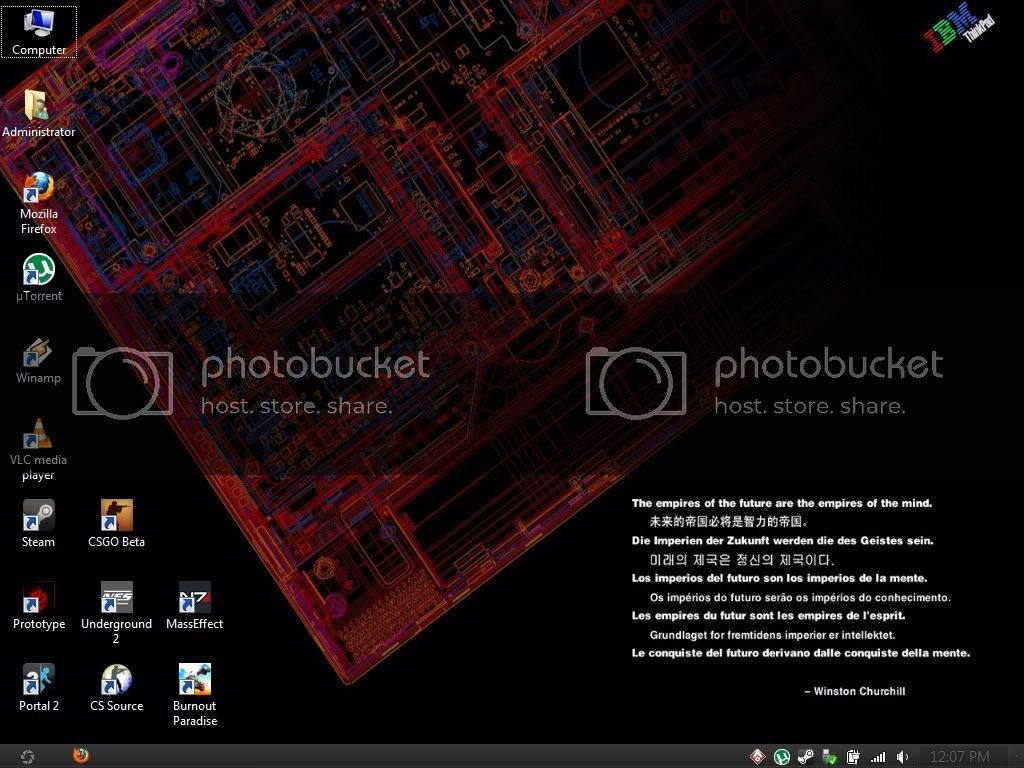 Computer
Administrator
Mozilla
Firefox
µTorrent
Winamp
VLC media
player
Steam
CSGO Beta
Prototype
Underground
2
MassEffect
Portal 2
CS Source
Burnout
Paradise
IBM
ThinkPad
photobucket
host. store. share.
photobucket
host. store. share.
The empires of the future are the empires of the mind.
未来的帝国必将是智力的帝国。
Die Imperien der Zukunft werden die des Geistes sein.
미래의 제국은 정신의 제국이다.
Los imperios del futuro son los imperios de la mente.
Os impérios do futuro serão os impérios do conhecimento.
Les empires du futur sont les empires de l'esprit.
Grundlaget for fremtidens imperier er intellektet.
Le conquiste del futuro derivano dalle conquiste della mente.
– Winston Churchill
N7
12:07 PM